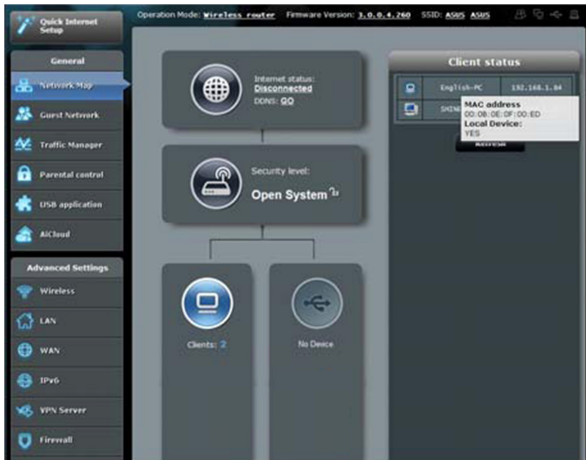 Quick Internet
Setup
Operation Mode: Wireless router Firmware Version: 3.0.0.4.260 SSID: ASUS ASUS
General
Network Map
Guest Network
Traffic Manager
Parental control
USB application
AiCloud
Advanced Settings
Wireless
LAN
WAN
IPv6
VPN Server
Firewall
Internet status:
Disconnected
DDNS: GO
Security level:
Open System
Clients: 2
No Device
Client status
English-PC 192.168.1.84
MAC address
00:0B:0E:0F:00:ED
Local Device:
YES
Refresh